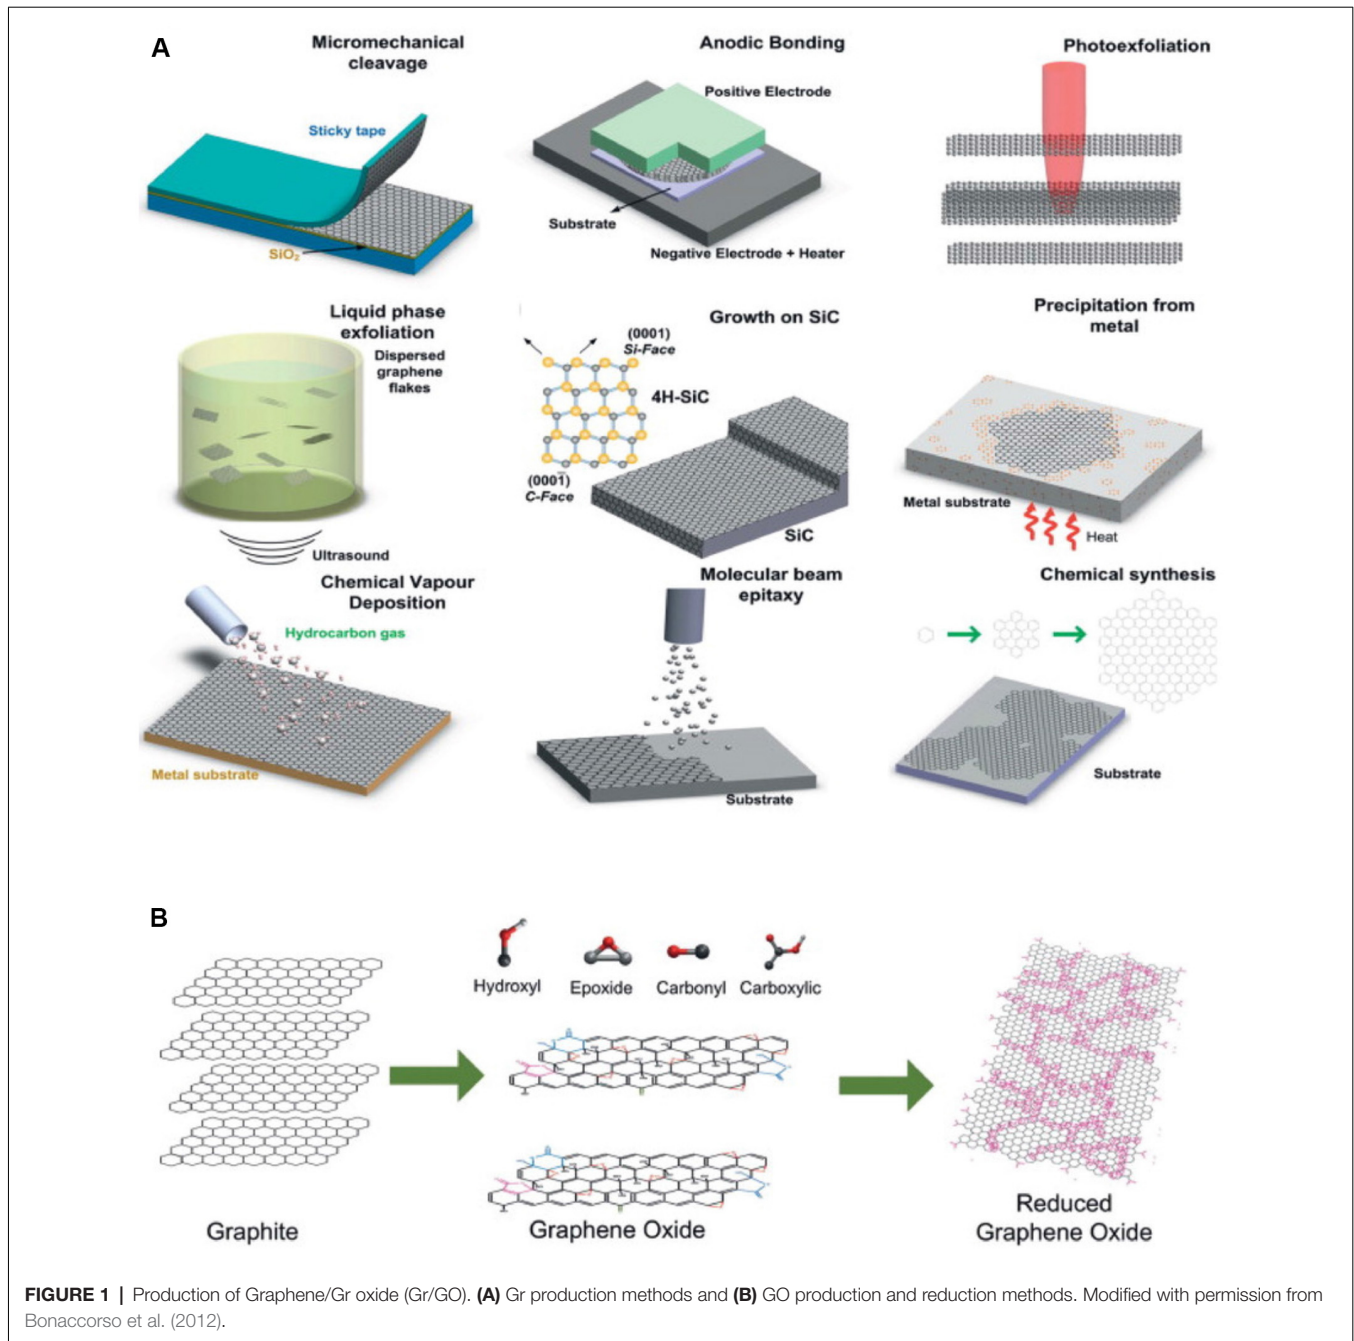 A
Micromechanical
cleavage
Sticky tape
SiO₂
Anodic Bonding
Positive Electrode
Substrate
Negative Electrode + Heater
Photoexfoliation
Liquid phase
exfoliation
Dispersed
graphene
flakes
Ultrasound
Growth on SiC
(0001)
Si-Face
4H-SiC
(0001̅)
C-Face
SiC
Precipitation from
metal
Metal substrate
Heat
Chemical Vapour
Deposition
Hydrocarbon gas
Metal substrate
Molecular beam
epitaxy
Substrate
Chemical synthesis
Substrate
B
Hydroxyl
Epoxide
Carbonyl
Carboxylic
Graphite
Graphene Oxide
Reduced
Graphene Oxide
FIGURE 1 | Production of Graphene/Gr oxide (Gr/GO). (A) Gr production methods and (B) GO production and reduction methods. Modified with permission from
Bonaccorso et al. (2012).